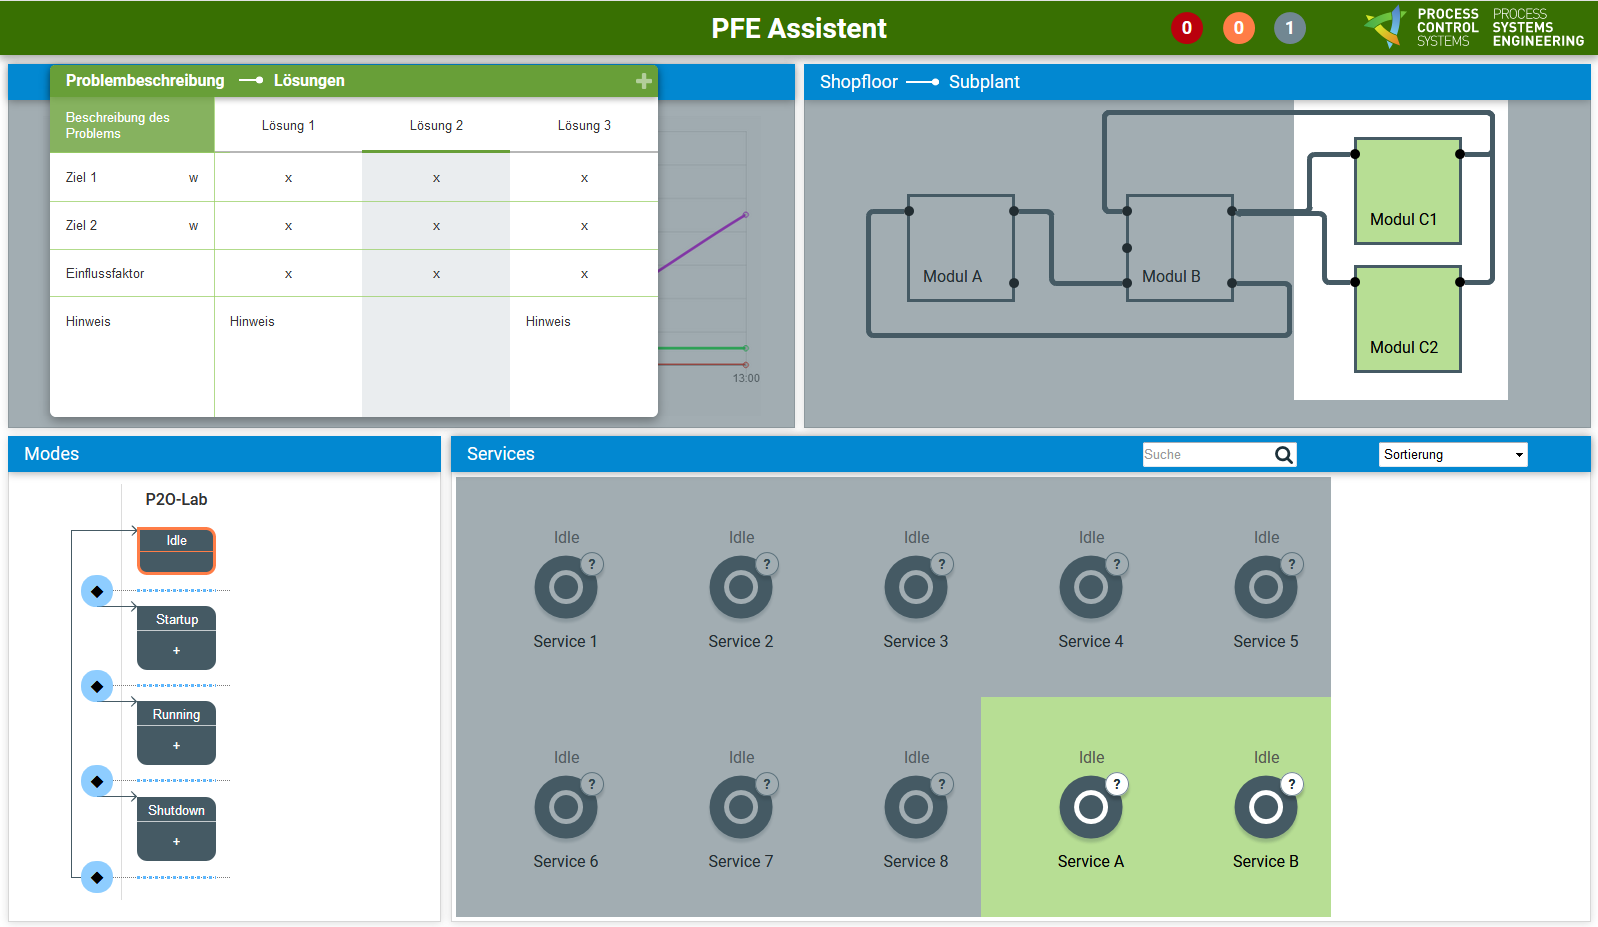 PFE Assistent
0 0 1
PROCESS CONTROL SYSTEMS
PROCESS SYSTEMS ENGINEERING
Problembeschreibung Lösungen
Beschreibung des
Problems
Lösung 1 Lösung 2 Lösung 3
Ziel 1 w x x x
Ziel 2 w x x x
Einflussfaktor x x x
Hinweis Hinweis Hinweis
13:00
Shopfloor Subplant
Modul A
Modul B
Modul C1
Modul C2
Modes
P2O-Lab
Idle
Startup
+
Running
+
Shutdown
+
Services
Suche
Sortierung
Idle Idle Idle Idle Idle
? ? ? ? ?
Service 1 Service 2 Service 3 Service 4 Service 5
Idle Idle Idle Idle Idle
? ? ? ? ?
Service 6 Service 7 Service 8 Service A Service B